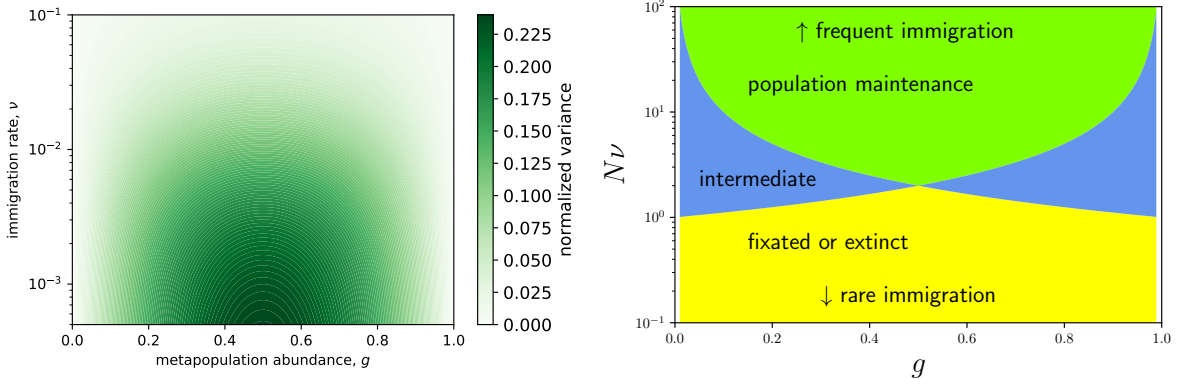 10⁻¹
10⁻²
10⁻³
immigration rate, ν
0.0
0.2
0.4
0.6
0.8
1.0
metapopulation abundance, g
0.225
0.200
0.175
0.150
0.125
0.100
0.075
0.050
0.025
0.000
normalized variance
10²
10¹
10⁰
10⁻¹
Nν
↑ frequent immigration
population maintenance
intermediate
fixated or extinct
↓ rare immigration
0.0
0.2
0.4
0.6
0.8
1.0
g